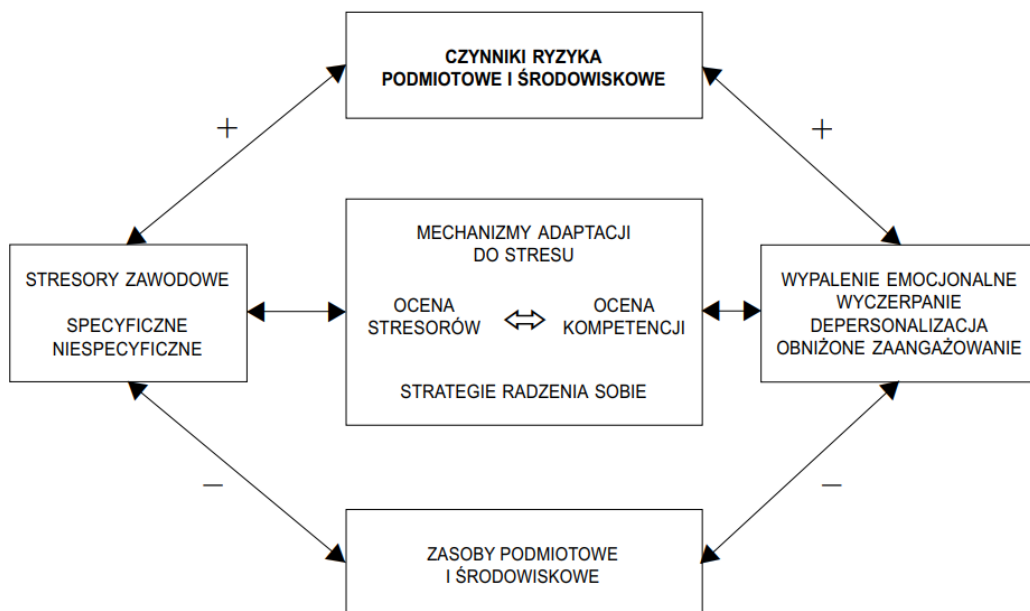 CZYNNIKI RYZYKA
PODMIOTOWE I ŚRODOWISKOWE
+
+
STRESORY ZAWODOWE
SPECYFICZNE
NIESPECYFICZNE
MECHANIZMY ADAPTACJI
DO STRESU
OCENA
STRESORÓW
OCENA
KOMPETENCJI
STRATEGIE RADZENIA SOBIE
WYPALENIE EMOCJONALNE
WYCZERPANIE
DEPERSONALIZACJA
OBNIŻONE ZAANGAŻOWANIE
–
–
ZASOBY PODMIOTOWE
I ŚRODOWISKOWE